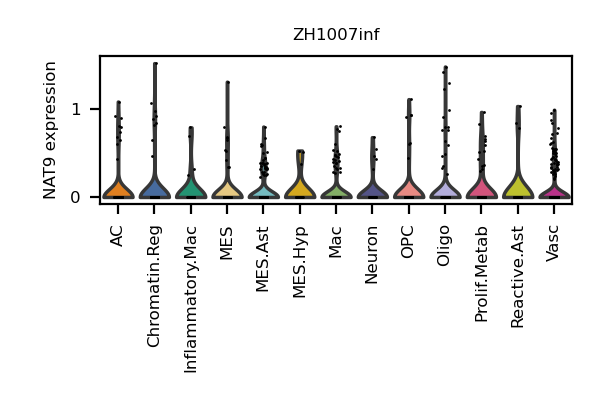 ZH1007inf
NAT9 expression
1
0
AC
Chromatin.Reg
Inflammatory.Mac
MES
MES.Ast
MES.Hyp
Mac
Neuron
OPC
Oligo
Prolif.Metab
Reactive.Ast
Vasc